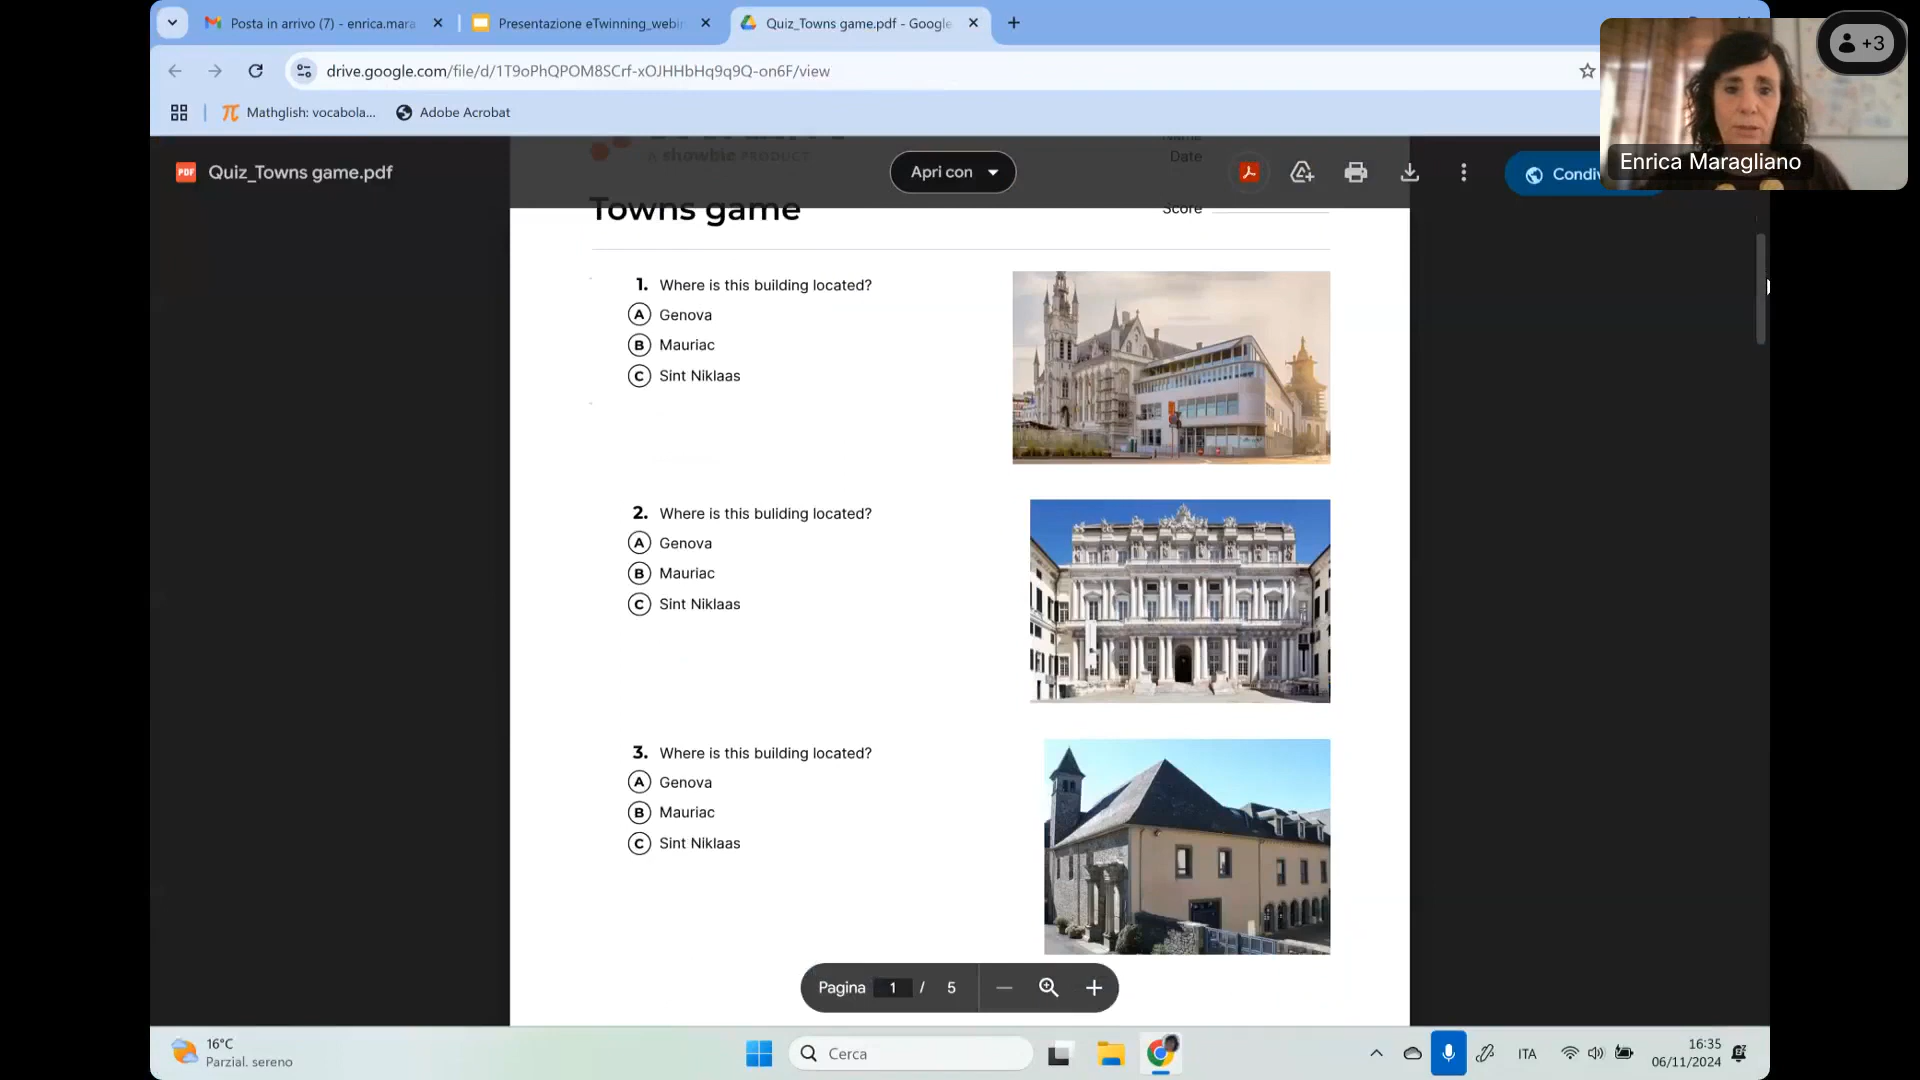 Posta in arrivo (7) - enrica.mara
Presentazione eTwinning_webi
Quiz_Towns game.pdf - Google
drive.google.com/file/d/1T9oPhQPOM8SCrf-xOJHHbHq9q9Q-on6F/view
Mathglish: vocabola...
Adobe Acrobat
+3
Enrica Maragliano
PDF
Quiz_Towns game.pdf
Apri con
Condi
A showbie PRODUCT
Date
Towns game
Score
1. Where is this building located?
A Genova
B Mauriac
C Sint Niklaas
2. Where is this buliding located?
A Genova
B Mauriac
C Sint Niklaas
3. Where is this building located?
A Genova
B Mauriac
C Sint Niklaas
Pagina 1 / 5
16°C
Parzial. sereno
Cerca
ITA
16:35
06/11/2024